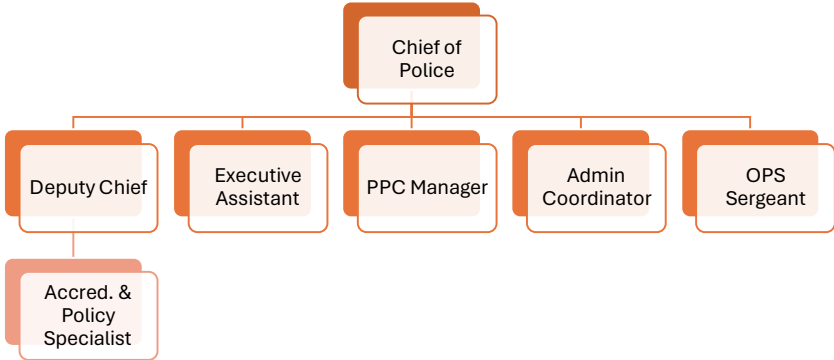 Chief of
Police
Deputy Chief
Executive
Assistant
PPC Manager
Admin
Coordinator
OPS
Sergeant
Accred. &
Policy
Specialist